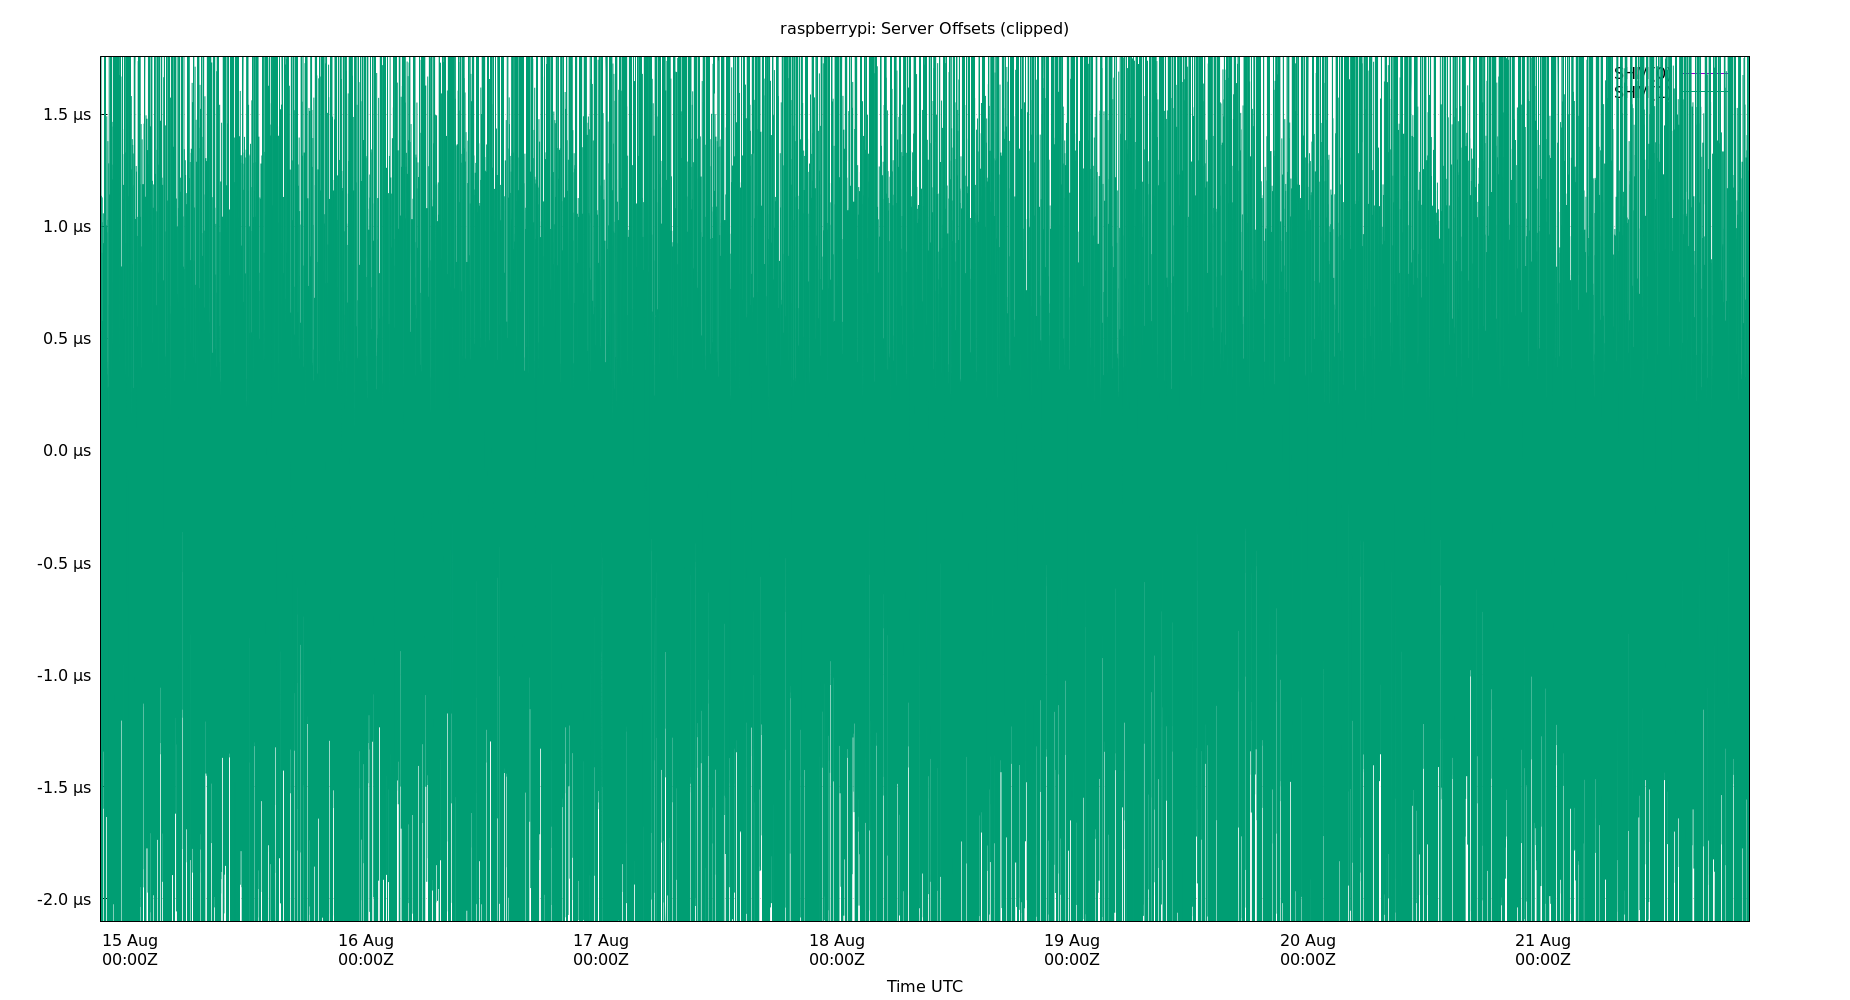 raspberrypi: Server Offsets (clipped)
1.5 µs
1.0 µs
0.5 µs
0.0 µs
-0.5 µs
-1.0 µs
-1.5 µs
-2.0 µs
15 Aug
00:00Z
16 Aug
00:00Z
17 Aug
00:00Z
18 Aug
00:00Z
19 Aug
00:00Z
20 Aug
00:00Z
21 Aug
00:00Z
Time UTC